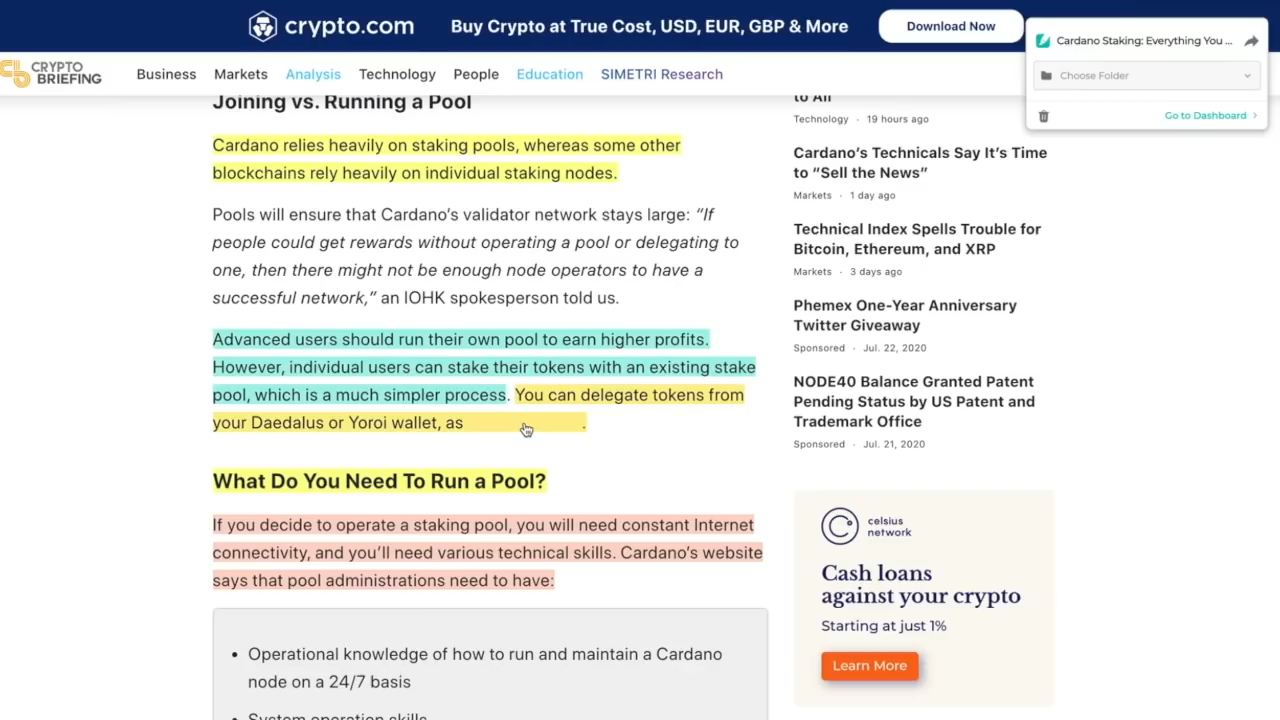 crypto.com
Buy Crypto at True Cost, USD, EUR, GBP & More
Download Now
Cardano Staking: Everything You ...
Choose Folder
Go to Dashboard
CRYPTO
BRIEFING
Business
Markets
Analysis
Technology
People
Education
SIMETRI Research
Joining vs. Running a Pool
Cardano relies heavily on staking pools, whereas some other
blockchains rely heavily on individual staking nodes.
Pools will ensure that Cardano's validator network stays large: “If
people could get rewards without operating a pool or delegating to
one, then there might not be enough node operators to have a
successful network,” an IOHK spokesperson told us.
Advanced users should run their own pool to earn higher profits.
However, individual users can stake their tokens with an existing stake
pool, which is a much simpler process. You can delegate tokens from
your Daedalus or Yoroi wallet, as .
What Do You Need To Run a Pool?
If you decide to operate a staking pool, you will need constant Internet
connectivity, and you'll need various technical skills. Cardano's website
says that pool administrations need to have:
• Operational knowledge of how to run and maintain a Cardano
node on a 24/7 basis
• System operation skills
to All
Technology · 19 hours ago
Cardano's Technicals Say It's Time
to “Sell the News”
Markets · 1 day ago
Technical Index Spells Trouble for
Bitcoin, Ethereum, and XRP
Markets · 3 days ago
Phemex One-Year Anniversary
Twitter Giveaway
Sponsored · Jul. 22, 2020
NODE40 Balance Granted Patent
Pending Status by US Patent and
Trademark Office
Sponsored · Jul. 21, 2020
celsius
network
Cash loans
against your crypto
Starting at just 1%
Learn More